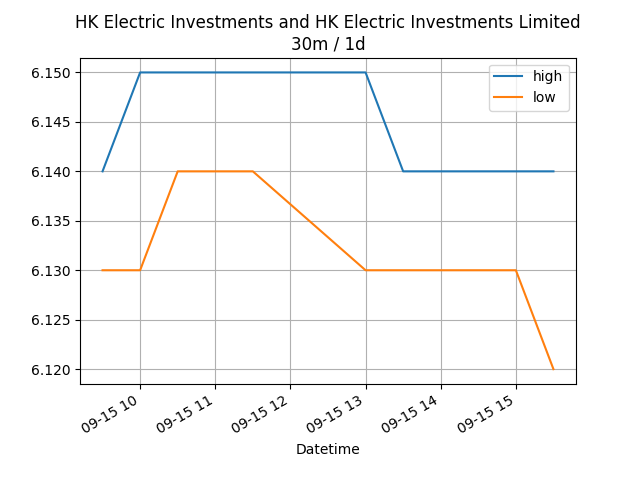 HK Electric Investments and HK Electric Investments Limited
30m / 1d
high
low
6.150
6.145
6.140
6.135
6.130
6.125
6.120
09-15 10
09-15 11
09-15 12
09-15 13
09-15 14
09-15 15
Datetime